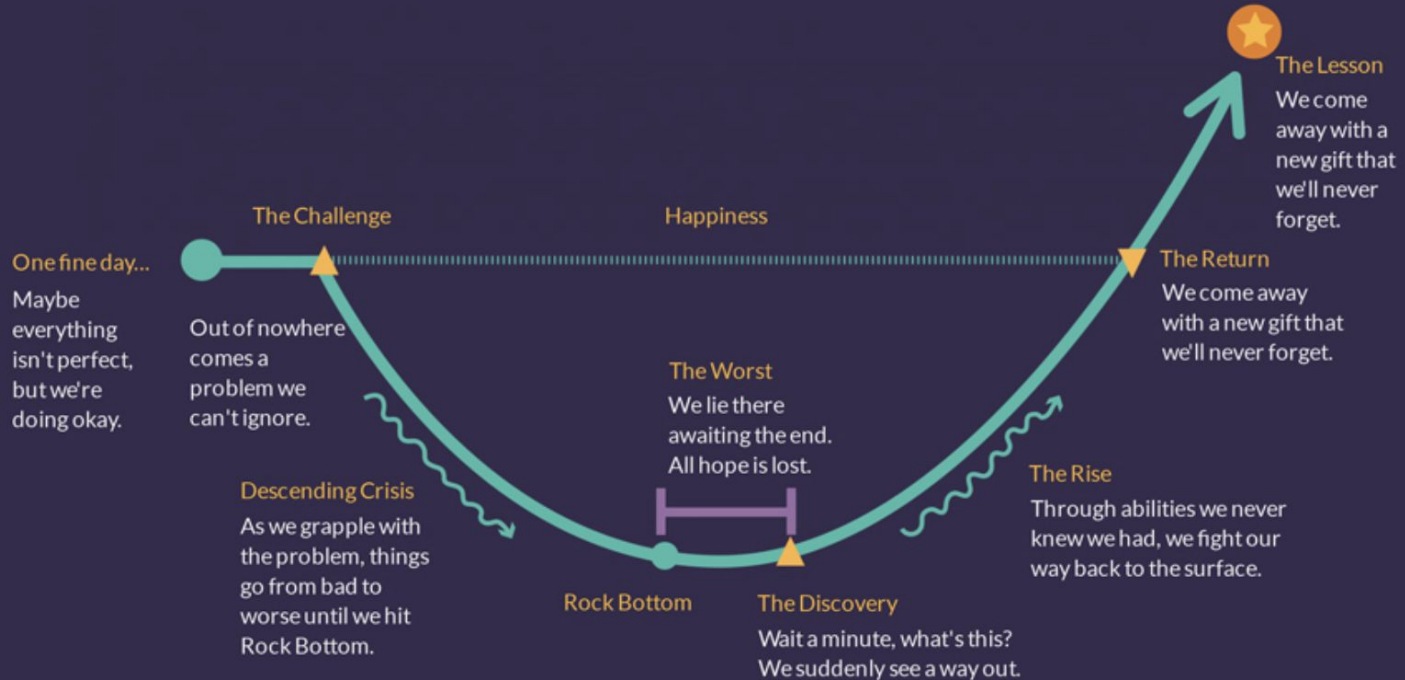 One fine day...
Maybe
everything
isn't perfect,
but we're
doing okay.
The Challenge
Out of nowhere
comes a
problem we
can't ignore.
Descending Crisis
As we grapple with
the problem, things
go from bad to
worse until we hit
Rock Bottom.
Happiness
The Worst
We lie there
awaiting the end.
All hope is lost.
Rock Bottom
The Discovery
Wait a minute, what's this?
We suddenly see a way out.
The Rise
Through abilities we never
knew we had, we fight our
way back to the surface.
The Return
We come away
with a new gift that
we'll never forget.
The Lesson
We come
away with a
new gift that
we'll never
forget.